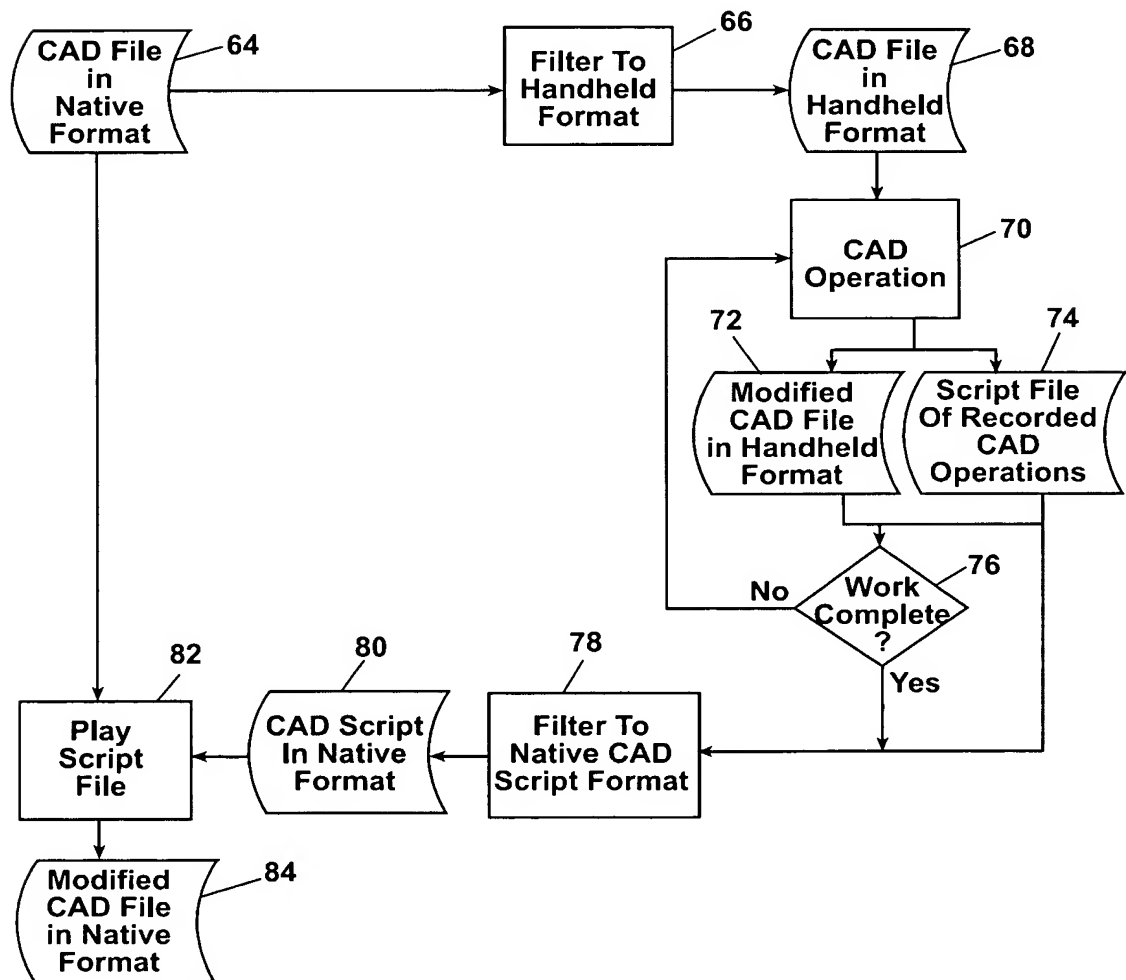 CAD File
in
Native
Format
64
Filter To
Handheld
Format
66
CAD File
in
Handheld
Format
68
CAD
Operation
70
72
Modified
CAD File
in Handheld
Format
74
Script File
Of Recorded
CAD
Operations
76
Work
Complete
?
No
Yes
78
Filter To
Native CAD
Script Format
80
CAD Script
In Native
Format
82
Play
Script
File
Modified
CAD File
in Native
Format
84